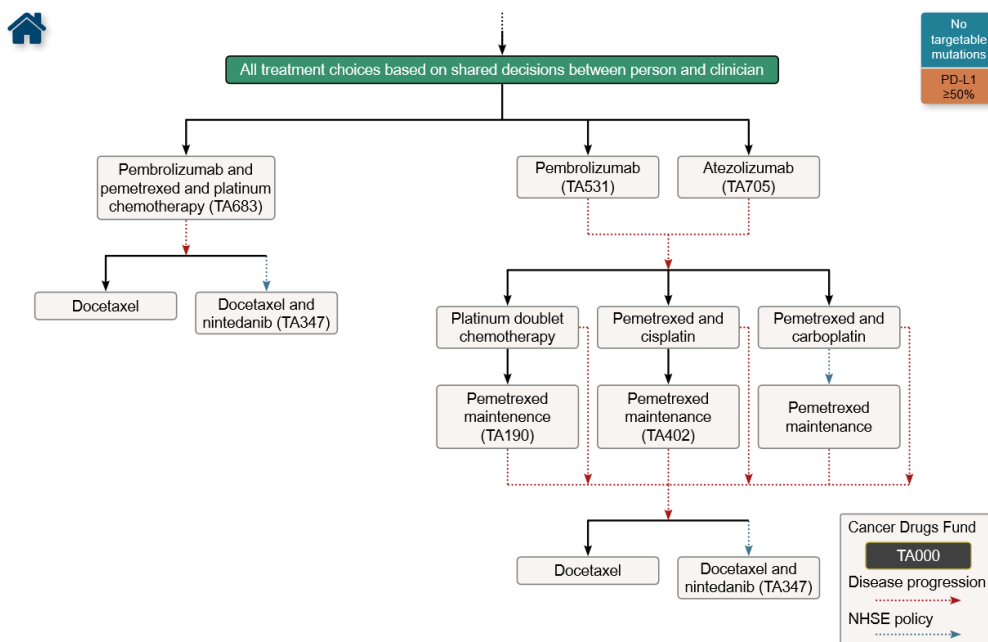 No
targetable
mutations
PD-L1
≥50%
All treatment choices based on shared decisions between person and clinician
Pembrolizumab and
pemetrexed and platinum
chemotherapy (TA683)
Pembrolizumab
(TA531)
Atezolizumab
(TA705)
Docetaxel
Docetaxel and
nintedanib (TA347)
Platinum doublet
chemotherapy
Pemetrexed and
cisplatin
Pemetrexed and
carboplatin
Pemetrexed
maintenence
(TA190)
Pemetrexed
maintenance
(TA402)
Pemetrexed
maintenance
Docetaxel
Docetaxel and
nintedanib (TA347)
Cancer Drugs Fund
TA000
Disease progression
NHSE policy